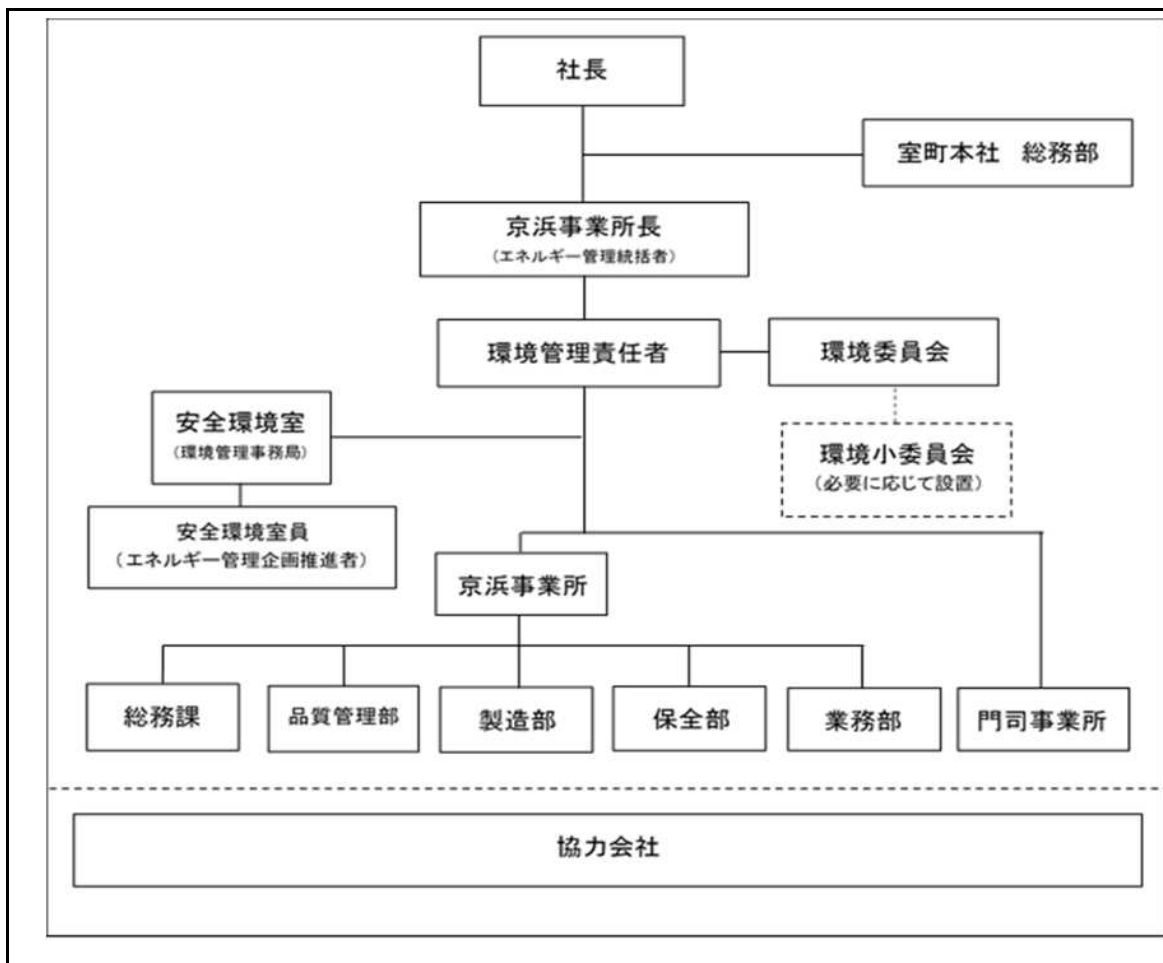 社長
室町本社　総務部
京浜事業所長
（エネルギー管理統括者）
環境管理責任者
環境委員会
安全環境室
（環境管理事務局）
環境小委員会
（必要に応じて設置）
安全環境室員
（エネルギー管理企画推進者）
京浜事業所
総務課
品質管理部
製造部
保全部
業務部
門司事業所
協力会社